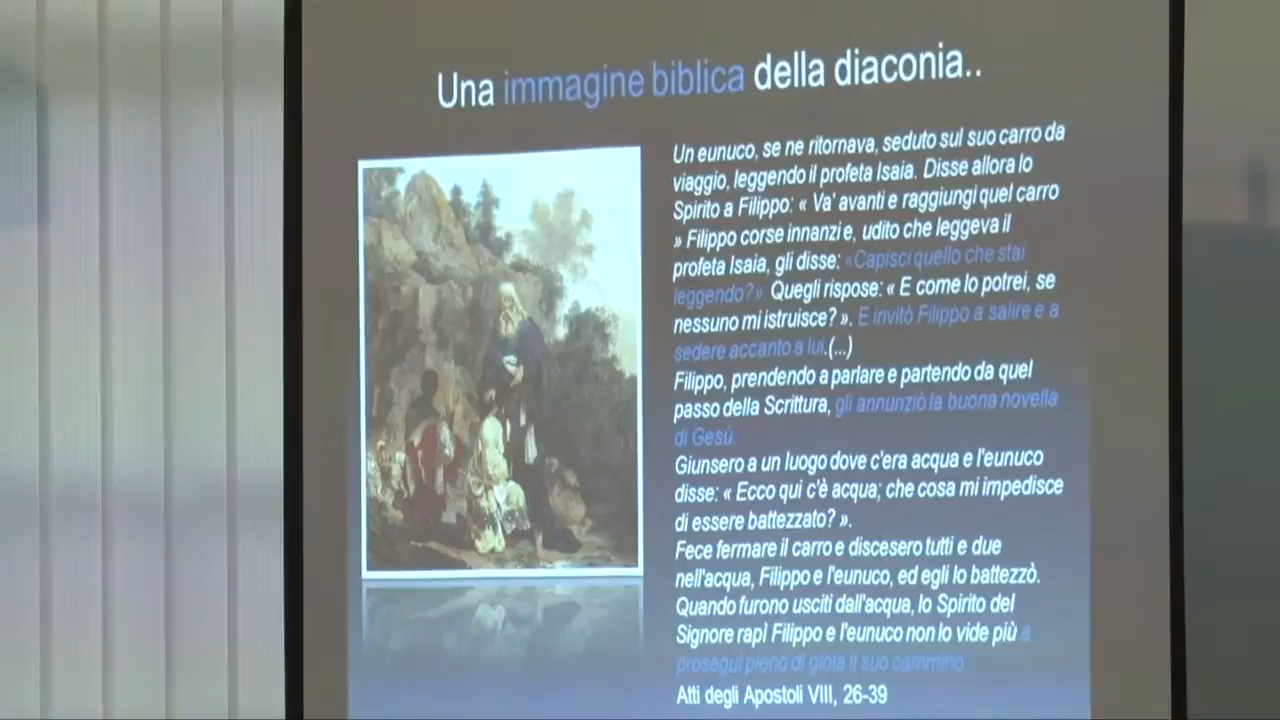 Una immagine biblica della diaconia..
Un eunuco, se ne ritornava, seduto sul suo carro da
viaggio, leggendo il profeta Isaia. Disse allora lo
Spirito a Filippo: « Va' avanti e raggiungi quel carro
» Filippo corse innanzi e, udito che leggeva il
profeta Isaia, gli disse: «Capisci quello che stai
leggendo?» Quegli rispose: « E come lo potrei, se
nessuno mi istruisce? ». E invitò Filippo a salire e a
sedere accanto a lui.(...)
Filippo, prendendo a parlare e partendo da quel
passo della Scrittura, gli annunziò la buona novella
di Gesù.
Giunsero a un luogo dove c'era acqua e l'eunuco
disse: « Ecco qui c'è acqua; che cosa mi impedisce
di essere battezzato? ».
Fece fermare il carro e discesero tutti e due
nell'acqua, Filippo e l'eunuco, ed egli lo battezzò.
Quando furono usciti dall'acqua, lo Spirito del
Signore rapì Filippo e l'eunuco non lo vide più e
proseguì pieno di gioia il suo cammino.
Atti degli Apostoli VIII, 26-39